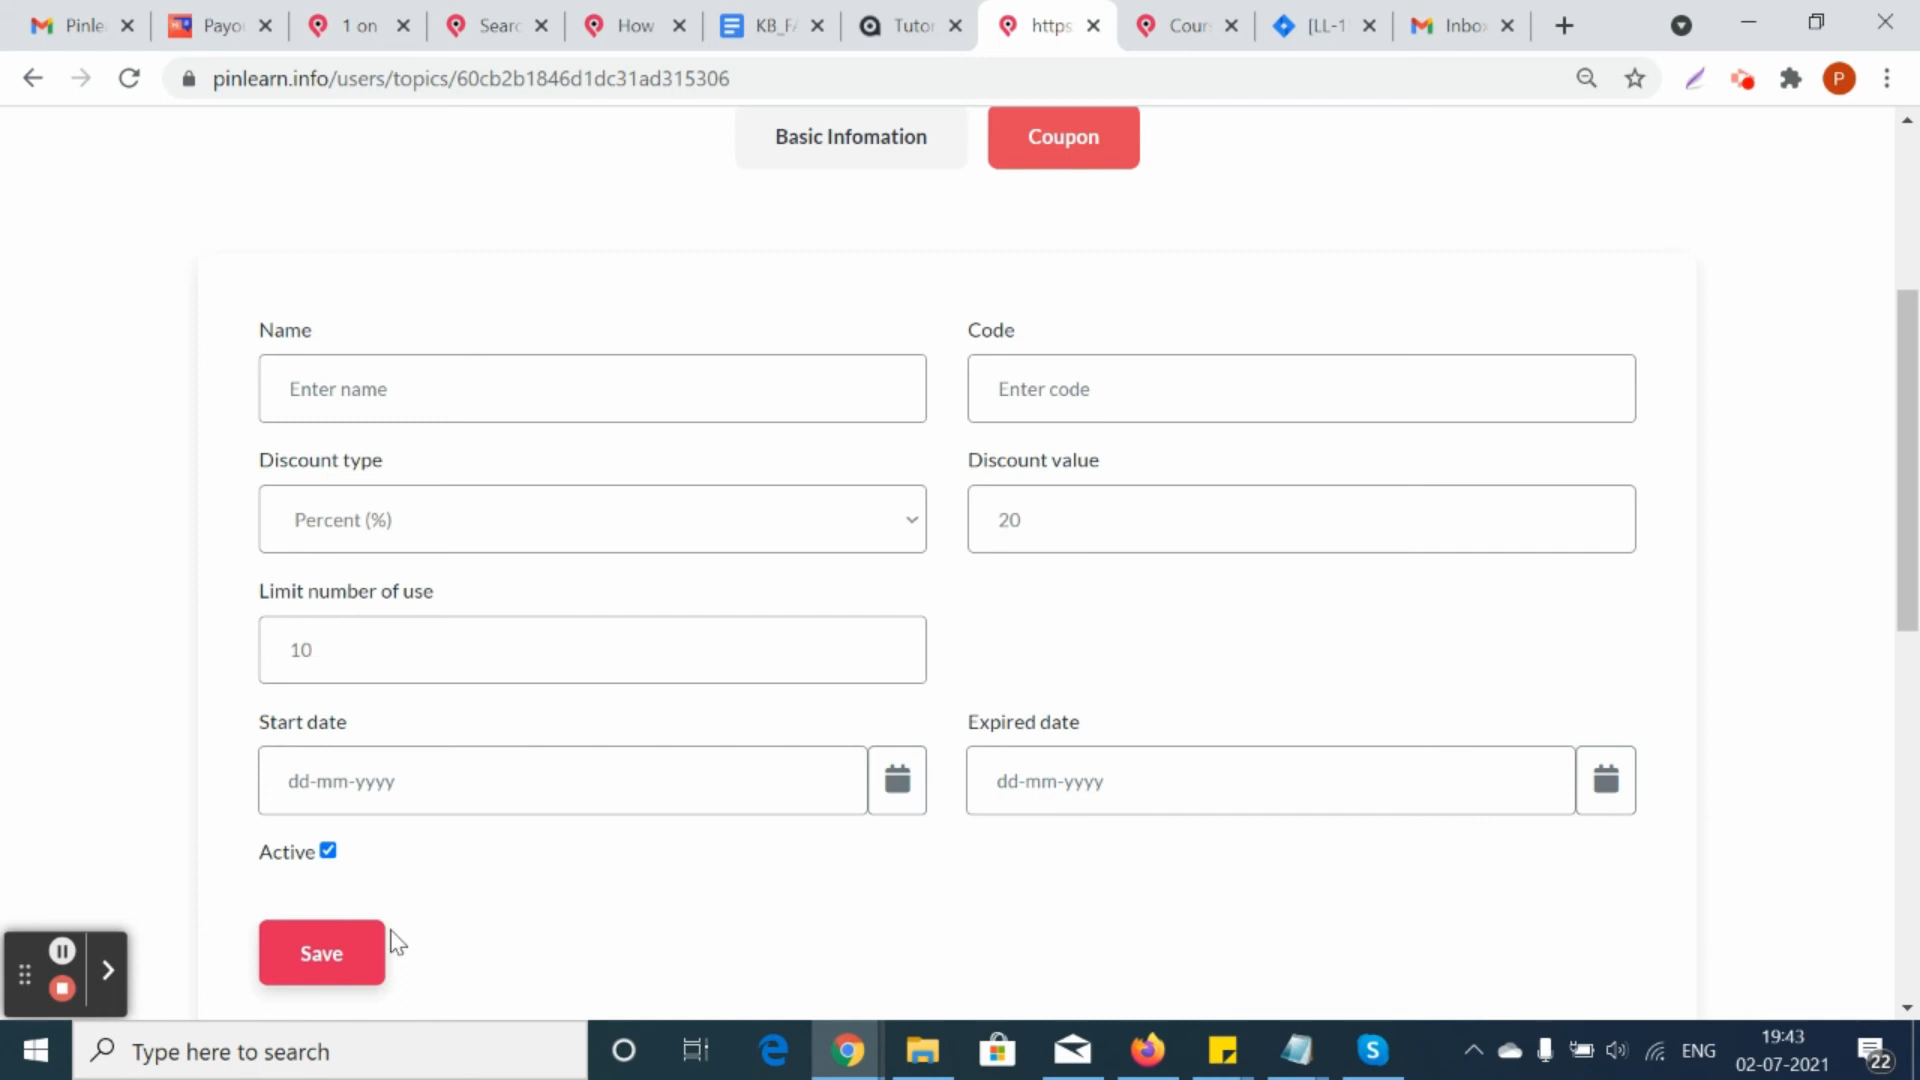 Pinle
Payo
1 on
Searc
How
KB_F/
Tutor
https
Cour
[LL-1
Inbo
pinlearn.info/users/topics/60cb2b1846d1dc31ad315306
P
Basic Infomation
Coupon
Name
Code
Enter name
Enter code
Discount type
Discount value
Percent (%)
20
Limit number of use
10
Start date
Expired date
dd-mm-yyyy
dd-mm-yyyy
Active
Save
Type here to search
S
ENG
19:43
02-07-2021
22